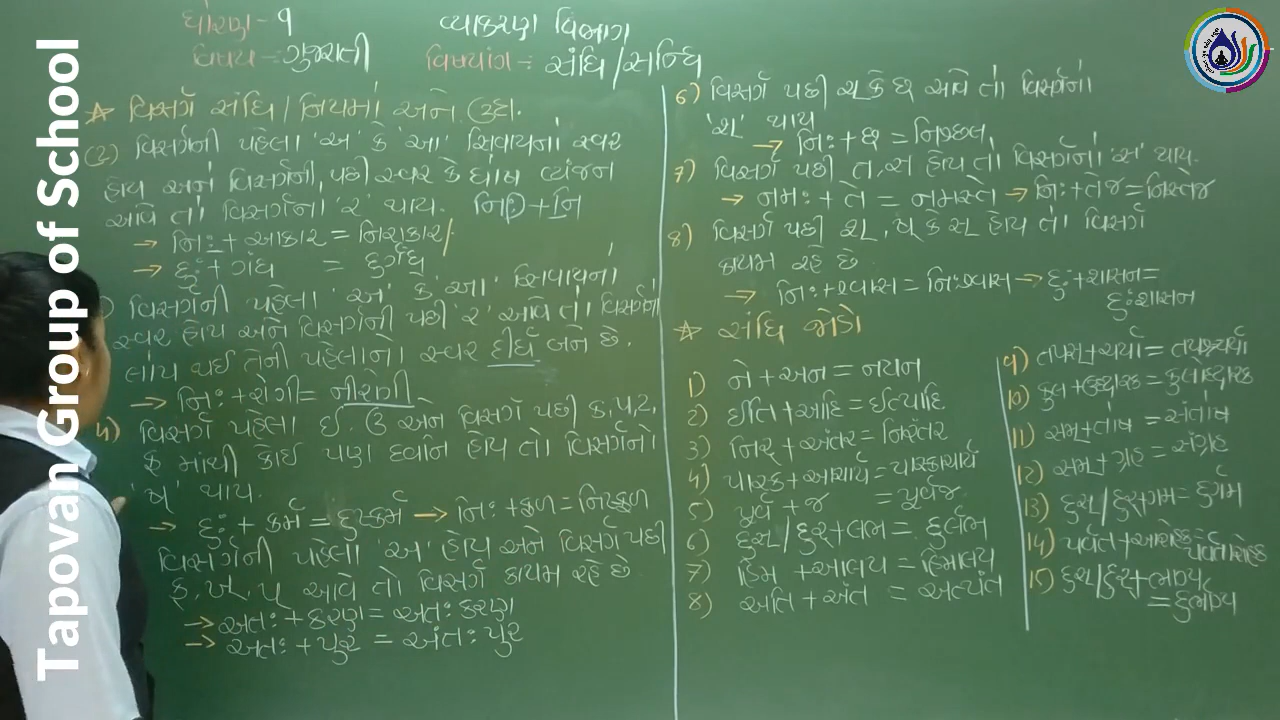 Tapovan Group of School
ધોરણ - ૧
વ્યાકરણ વિભાગ
વિષય - ગુજરાતી
વિષયાંગ - સંધિ / સન્ધિ
☆ વિસર્ગ સંધિ / નિયમો અને ઉદા.
વિસર્ગની પહેલા 'અ' કે 'આ' સિવાયનો સ્વર
હોય અને વિસર્ગની પછી સ્વર કે ઘોષ વ્યંજન
આવે તો વિસર્ગનો 'ર' થાય.
→ નિઃ + આકાર = નિરાકાર
→ દુઃ + ગંધ = દુર્ગંધ
વિસર્ગની પહેલા 'અ' કે 'આ' સિવાયનો
સ્વર હોય અને વિસર્ગની પછી 'ર' આવે તો વિસર્ગનો
લોપ થઈ તેની પહેલાનો સ્વર દીર્ઘ બને છે.
→ નિઃ + રોગી = નીરોગી
વિસર્ગ પહેલા ઈ, ઉ અને વિસર્ગ પછી ક, પ, ટ,
ફ માંથી કોઈ પણ ધ્વનિ હોય તો વિસર્ગનો
'ષ' થાય.
→ દુઃ + કર્મ = દુષ્કર્મ → નિઃ + ફળ = નિષ્ફળ
વિસર્ગની પહેલા 'અ' હોય અને વિસર્ગ પછી
ક, ખ, પ આવે તો વિસર્ગ કાયમ રહે છે
→ અતઃ + કરણ = અતઃ કરણ
→ અતઃ + પુર = અંતઃ પુર
૬) વિસર્ગ પછી ચ કે છ આવે તો વિસર્ગનો
'શ' થાય
→ નિઃ + છ = નિશ્છલ
૭) વિસર્ગ પછી ત, સ હોય તો વિસર્ગનો 'સ' થાય.
→ નમઃ + તે = નમસ્તે → નિઃ + તેજ = નિસ્તેજ
૮) વિસર્ગ પછી શ, ષ કે સ હોય તો વિસર્ગ
કાયમ રહે છે
→ નિઃ + શ્વાસ = નિઃશ્વાસ → દુઃ + શાસન =
દુઃશાસન
☆ સંધિ જોડો
૧) ને + અન = નયન
૨) ઈતિ + આદિ = ઈત્યાદિ
૩) નિર્ + અંતર = નિરંતર
૪) + આચાર્ય =
૫) પૂર્વ + જ = પૂર્વજ
૬) દુસ્ / દુર્ + લભ = દુર્લભ
૭) હિમ + આલય = હિમાલય
૮) અતિ + અંત = અત્યંત
૯) તપસ્ + ચર્યા = તપશ્ચર્યા
૧૦) કુલ + ઉદ્ધારક = કુલોદ્ધારક
૧૧) સમ્ + તોષ = સંતોષ
૧૨) સમ્ + ગ્રહ = સંગ્રહ
૧૩) દુસ્ / દુર્ + ગમ = દુર્ગમ
૧૪) પર્વત + આરોહક =
પર્વતારોહક
૧૫) દુસ્ / દુર્ + ભાગ્ય
= દુર્ભાગ્ય